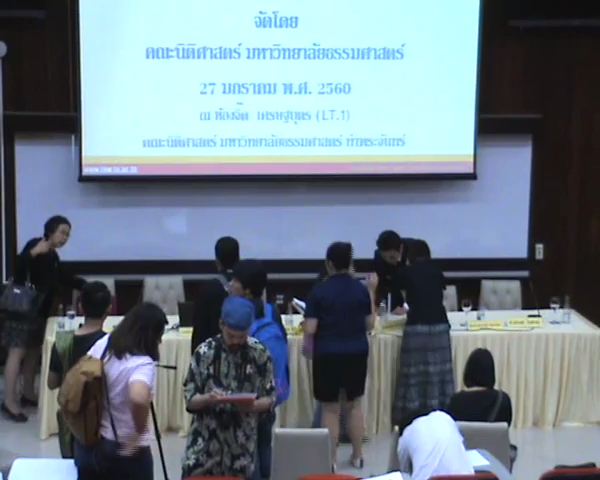 จัดโดย
คณะนิติศาสตร์ มหาวิทยาลัยธรรมศาสตร์
27 มกราคม พ.ศ. 2560
ณ ห้องจิ๊ด เศรษฐบุตร (LT.1)
คณะนิติศาสตร์ มหาวิทยาลัยธรรมศาสตร์ ท่าพระจันทร์